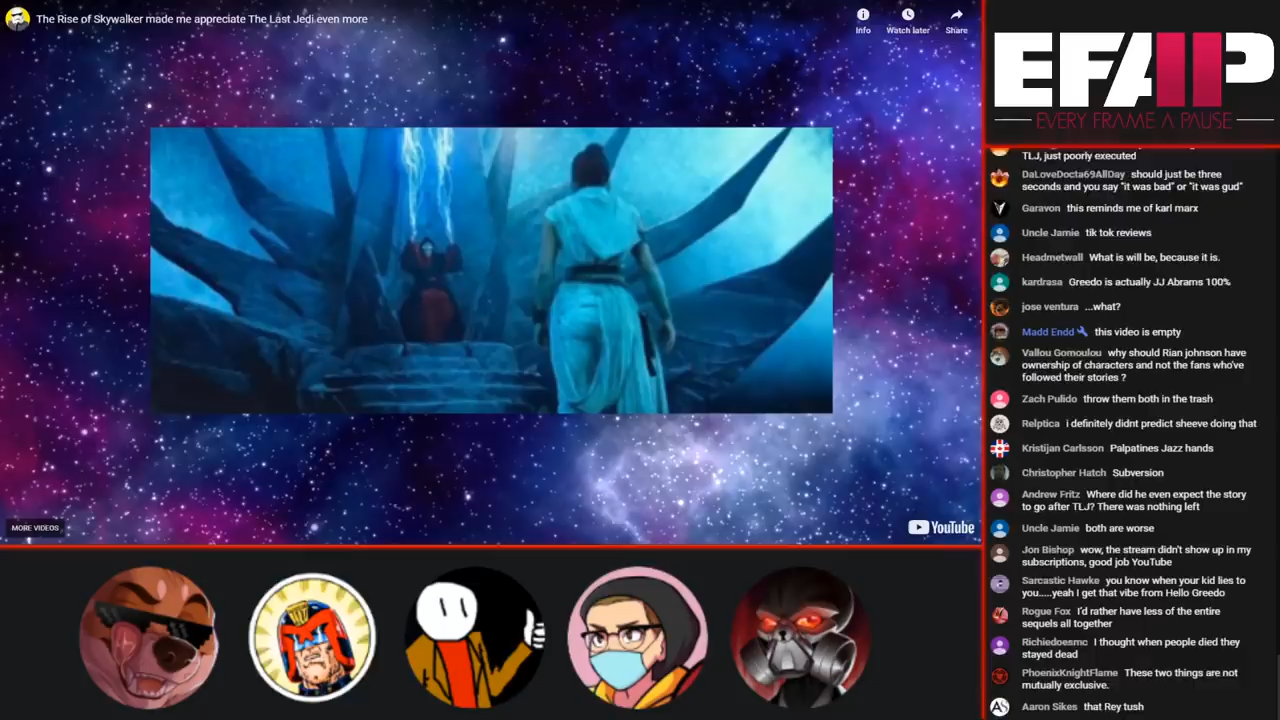 The Rise of Skywalker made me appreciate The Last Jedi even more
Info
Watch later
Share
MORE VIDEOS
YouTube
EFAP
EVERY FRAME A PAUSE
TLJ, just poorly executed
DaLoveDocta69AllDay should just be three
seconds and you say "it was bad" or "it was gud"
Garavon this reminds me of karl marx
Uncle Jamie tik tok reviews
Headmetwall What is will be, because it is.
kardrasa Greedo is actually JJ Abrams 100%
jose ventura ...what?
Madd Endd this video is empty
Vallou Gomoulou why should Rian johnson have
ownership of characters and not the fans who've
followed their stories ?
Zach Pulido throw them both in the trash
Relptica i definitely didnt predict sheeve doing that
Kristijan Carlsson Palpatines Jazz hands
Christopher Hatch Subversion
Andrew Fritz Where did he even expect the story
to go after TLJ? There was nothing left
Uncle Jamie both are worse
Jon Bishop wow, the stream didn't show up in my
subscriptions, good job YouTube
Sarcastic Hawke you know when your kid lies to
you.....yeah I get that vibe from Hello Greedo
Rogue Fox I'd rather have less of the entire
sequels all together
Richiedoesmc I thought when people died they
stayed dead
PhoenixKnightFlame These two things are not
mutually exclusive.
AS
Aaron Sikes that Rey tush